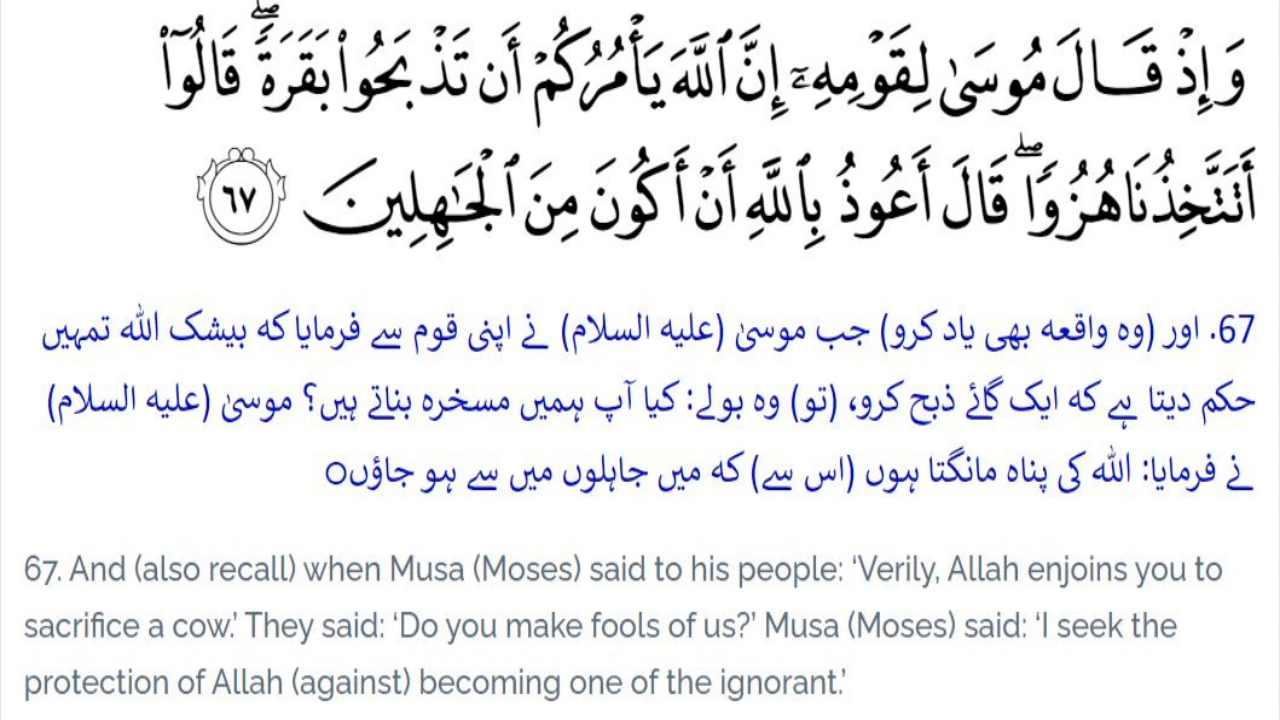 وَإِذْ قَالَ مُوسَىٰ لِقَوْمِهِۦٓ إِنَّ ٱللَّهَ يَأْمُرُكُمْ أَن تَذْبَحُوا۟ بَقَرَةً ۖ قَالُوٓا۟
أَتَتَّخِذُنَا هُزُوًا ۖ قَالَ أَعُوذُ بِٱللَّهِ أَنْ أَكُونَ مِنَ ٱلْجَـٰهِلِينَ ٦٧
67. اور (وہ واقعہ بھی یاد کرو) جب موسیٰ (علیہ السلام) نے اپنی قوم سے فرمایا کہ بیشک اللہ تمہیں
حکم دیتا ہے کہ ایک گائے ذبح کرو، (تو) وہ بولے: کیا آپ ہمیں مسخرہ بناتے ہیں؟ موسیٰ (علیہ السلام)
نے فرمایا: اللہ کی پناہ مانگتا ہوں (اس سے) کہ میں جاہلوں میں سے ہو جاؤںo
67. And (also recall) when Musa (Moses) said to his people: ‘Verily, Allah enjoins you to
sacrifice a cow.’ They said: ‘Do you make fools of us?’ Musa (Moses) said: ‘I seek the
protection of Allah (against) becoming one of the ignorant.’